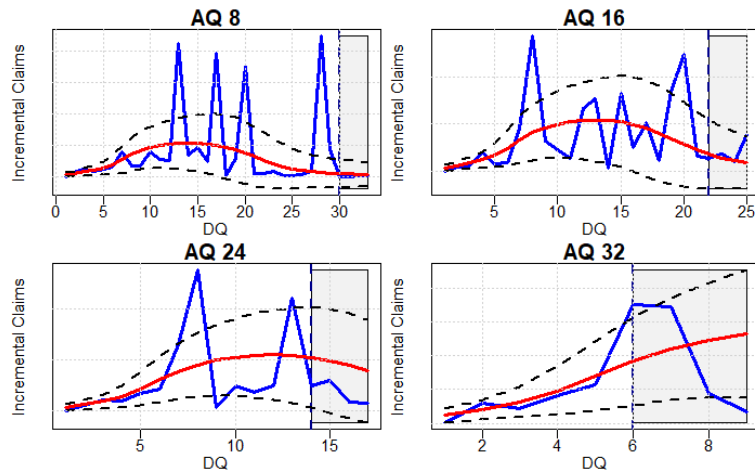 AQ 8
Incremental Claims
0 5 10 15 20 25 30
DQ
AQ 16
Incremental Claims
5 10 15 20 25
DQ
AQ 24
Incremental Claims
5 10 15
DQ
AQ 32
Incremental Claims
2 4 6 8
DQ